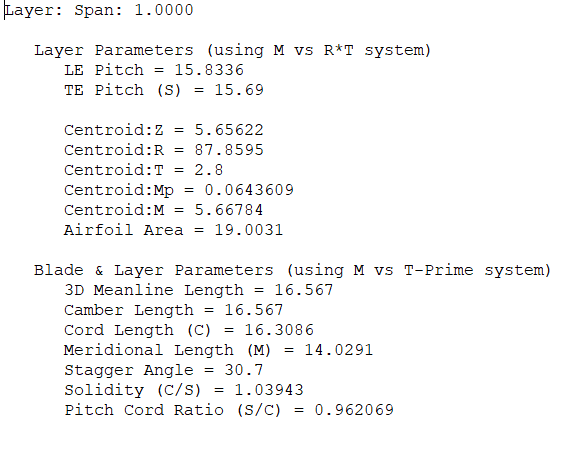 Layer: Span: 1.0000
Layer Parameters (using M vs R*T system)
LE Pitch = 15.8336
TE Pitch (S) = 15.69
Centroid:Z = 5.65622
Centroid:R = 87.8595
Centroid:T = 2.8
Centroid:Mp = 0.0643609
Centroid:M = 5.66784
Airfoil Area = 19.0031
Blade & Layer Parameters (using M vs T-Prime system)
3D Meanline Length = 16.567
Camber Length = 16.567
Cord Length (C) = 16.3086
Meridional Length (M) = 14.0291
Stagger Angle = 30.7
Solidity (C/S) = 1.03943
Pitch Cord Ratio (S/C) = 0.962069